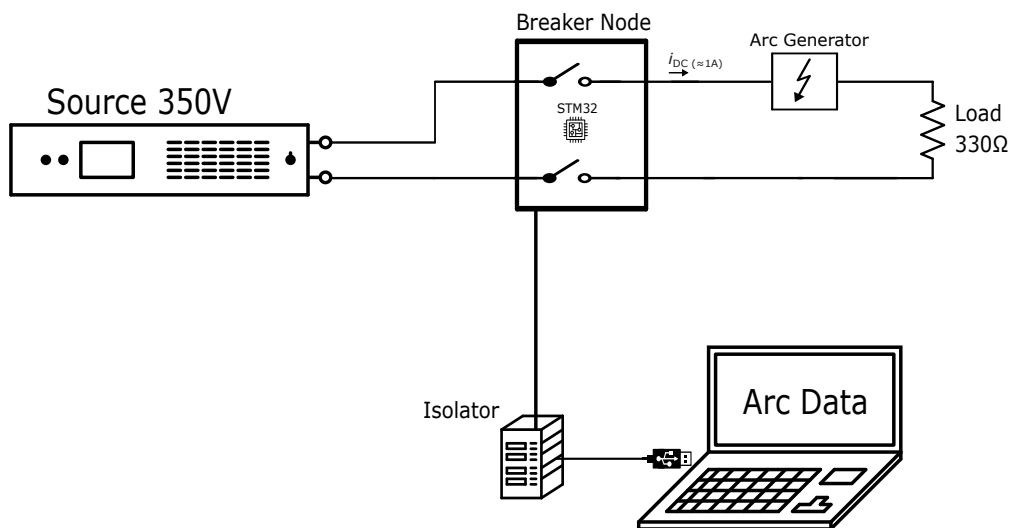 Breaker Node
Source 350V
i_DC (≈1A)
Arc Generator
STM32
Load
330Ω
Isolator
Arc Data